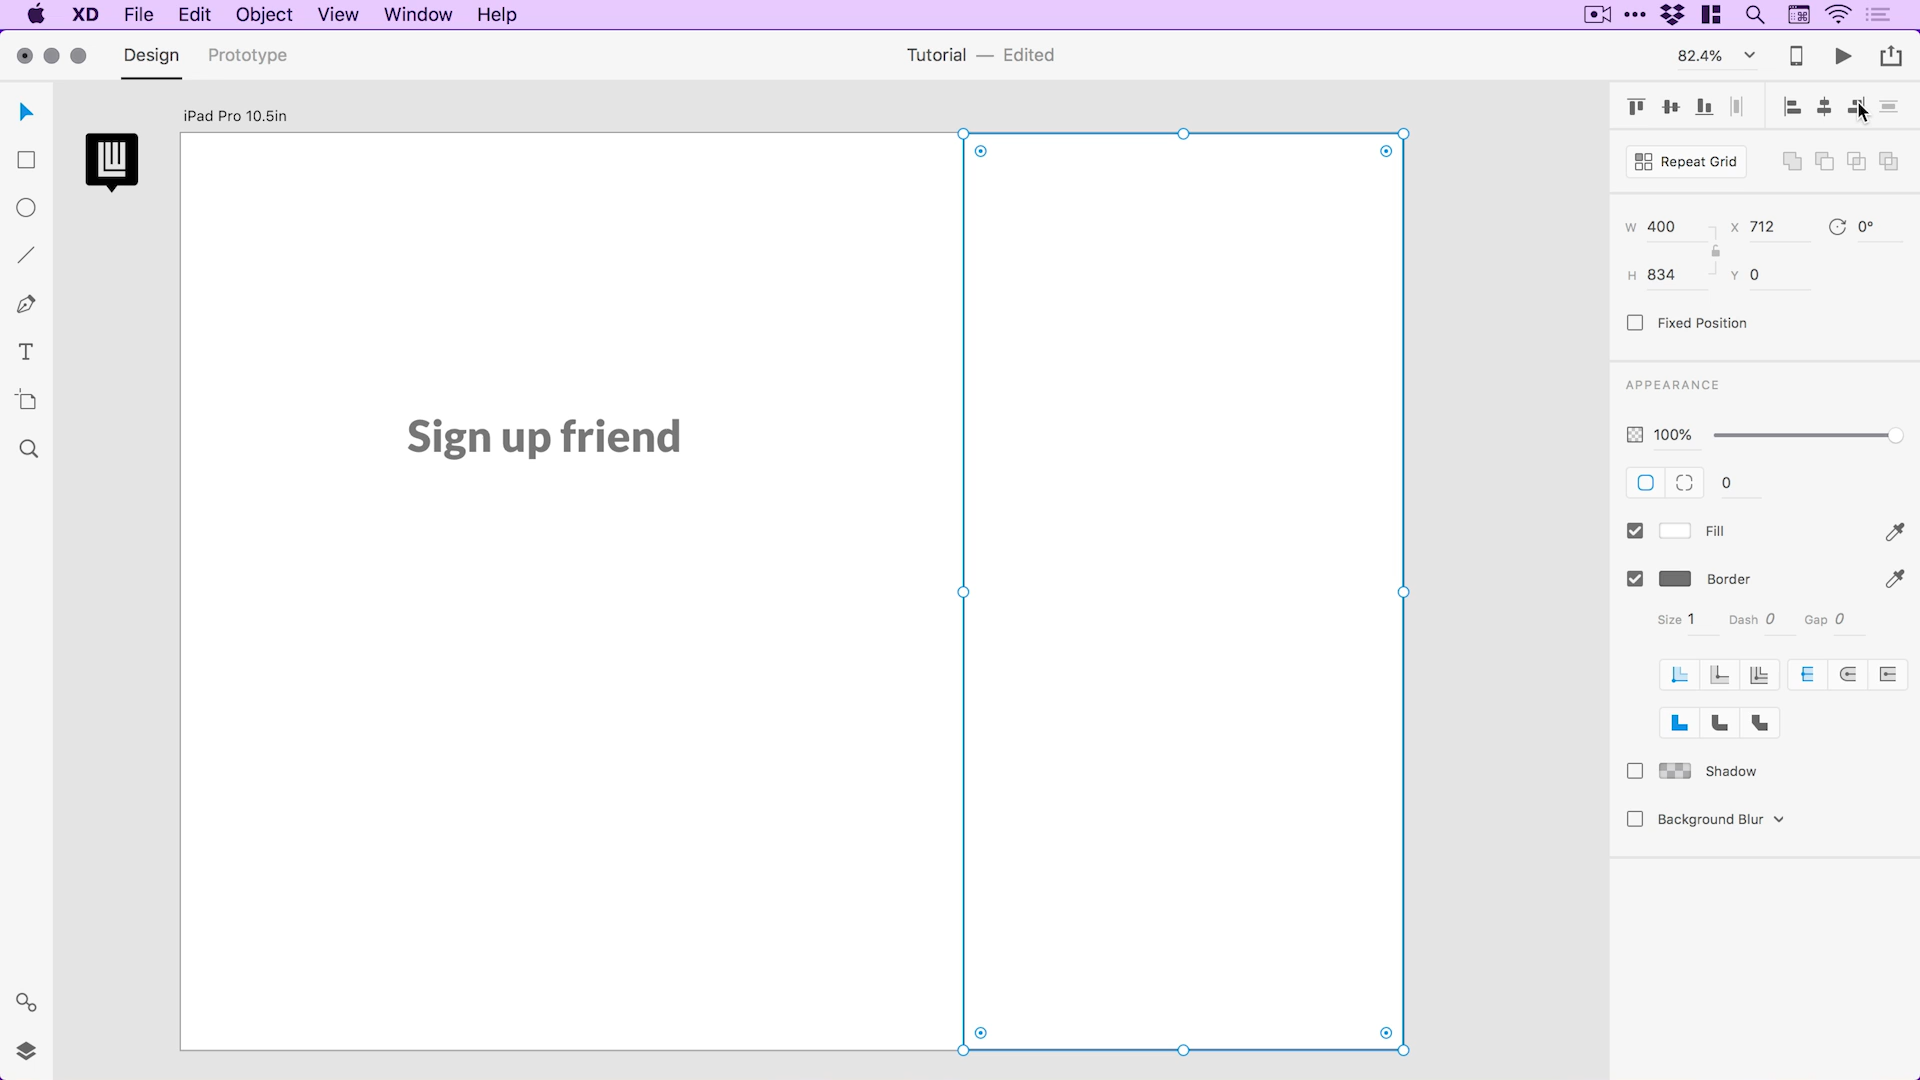 XD File Edit Object View Window Help
Design Prototype Tutorial — Edited 82.4%
iPad Pro 10.5in
Repeat Grid
W 400 X 712 0°
H 834 Y 0
Fixed Position
APPEARANCE
100%
0
Fill
Border
Size 1 Dash 0 Gap 0
Shadow
Background Blur
Sign up friend
T